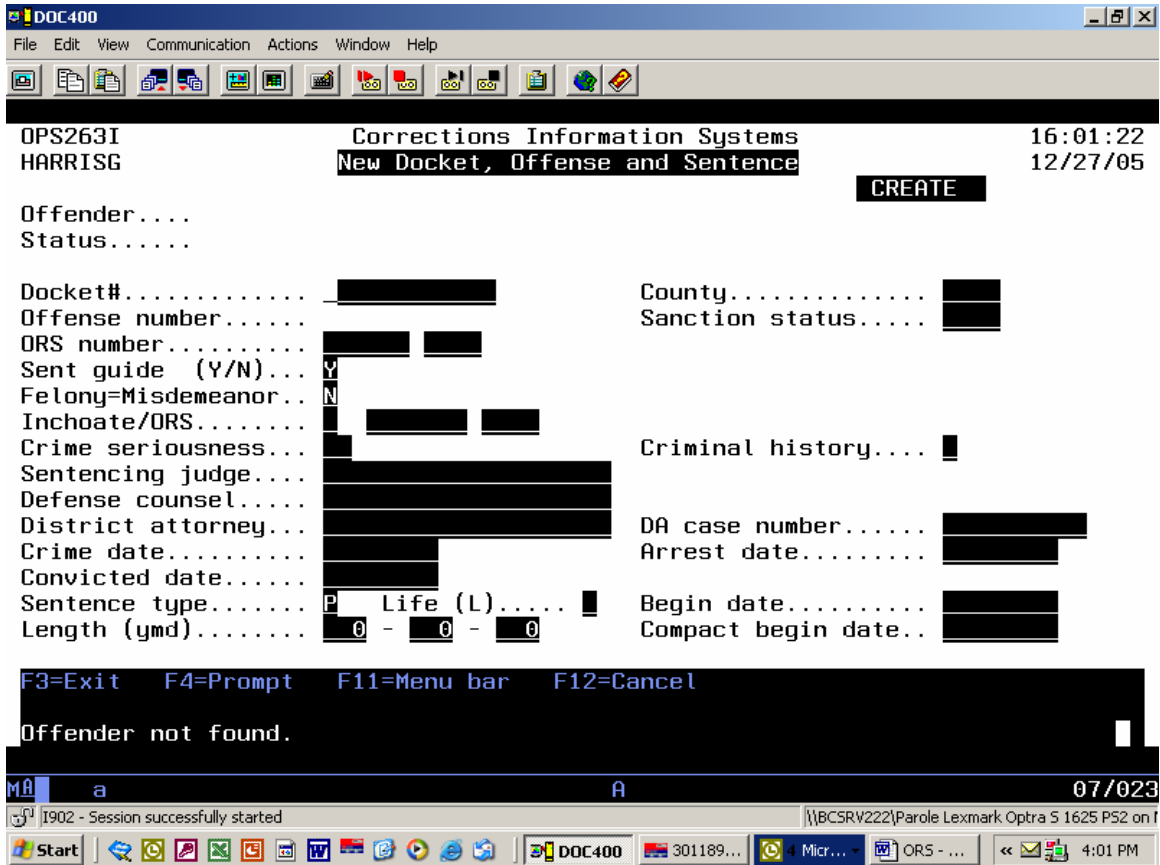 DOC400
File Edit View Communication Actions Window Help
OPS263I Corrections Information Systems 16:01:22
HARRISG New Docket, Offense and Sentence 12/27/05
CREATE
Offender....
Status......
Docket#............. _ County..............
Offense number...... Sanction status.....
ORS number..........
Sent guide (Y/N)... Y
Felony=Misdemeanor.. N
Inchoate/ORS........
Crime seriousness... Criminal history....
Sentencing judge....
Defense counsel.....
District attorney... DA case number......
Crime date.......... Arrest date.........
Convicted date......
Sentence type....... P Life (L)..... Begin date..........
Length (ymd)........ 0 - 0 - 0 Compact begin date..
F3=Exit F4=Prompt F11=Menu bar F12=Cancel
Offender not found.
MA a A 07/023
I902 - Session successfully started \\BCSRV222\Parole Lexmark Optra S 1625 PS2 on
Start DOC400 301189... 4 Micr... ORS - ... « 4:01 PM